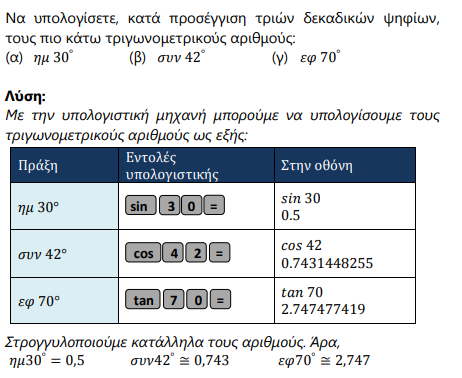 Να υπολογίσετε, κατά προσέγγιση τριών δεκαδικών ψηφίων,
τους πιο κάτω τριγωνομετρικούς αριθμούς:
(α) ημ 30° (β) συν 42° (γ) εφ 70°
Λύση:
Με την υπολογιστική μηχανή μπορούμε να υπολογίσουμε τους
τριγωνομετρικούς αριθμούς ως εξής:
Πράξη Εντολές υπολογιστικής Στην οθόνη
ημ 30° sin 3 0 = sin 30
0.5
συν 42° cos 4 2 = cos 42
0.7431448255
εφ 70° tan 7 0 = tan 70
2.747477419
Στρογγυλοποιούμε κατάλληλα τους αριθμούς. Άρα,
ημ30° = 0,5 συν42° ≅ 0,743 εφ70° ≅ 2,747